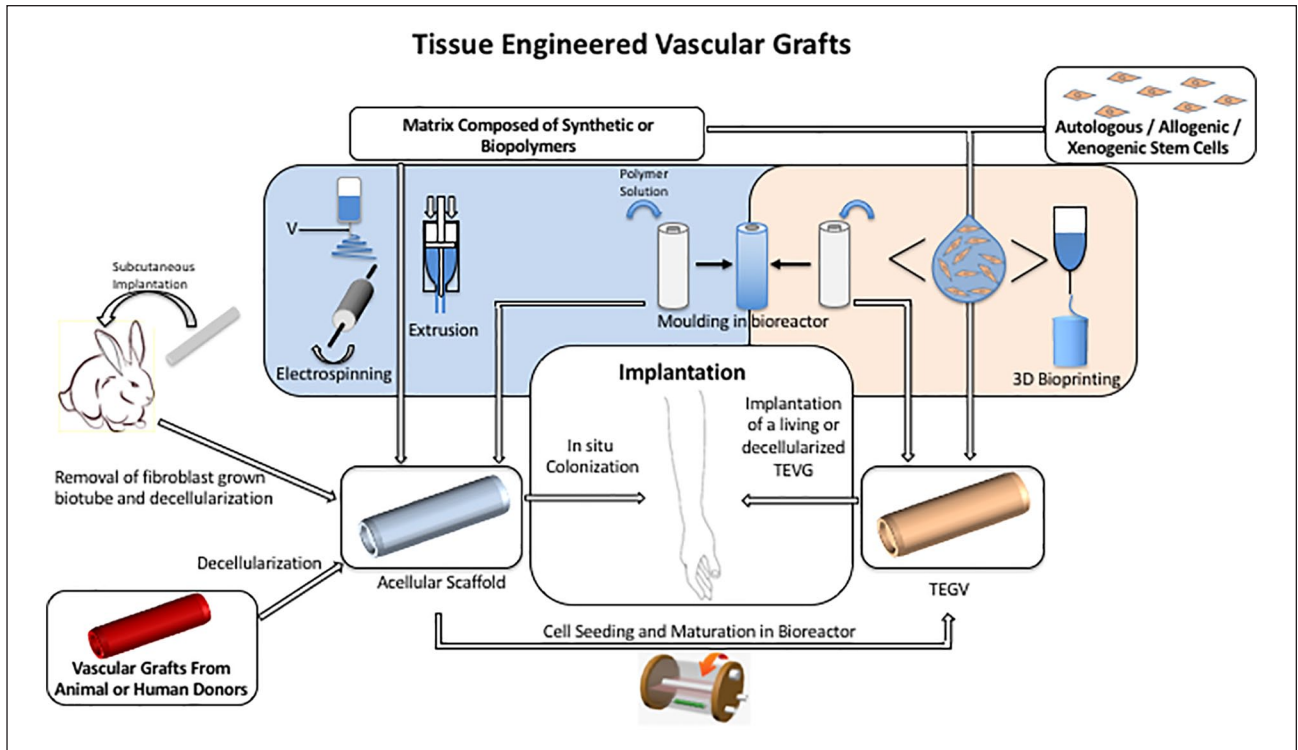 Tissue Engineered Vascular Grafts
Matrix Composed of Synthetic or
Biopolymers
Autologous / Allogenic /
Xenogenic Stem Cells
Polymer
Solution
V
Subcutaneous
Implantation
Extrusion
Moulding in bioreactor
Electrospinning
3D Bioprinting
Implantation
Implantation
of a living or
decellularized
TEVG
In situ
Colonization
Removal of fibroblast grown
biotube and decellularization
Decellularization
Acellular Scaffold
TEGV
Cell Seeding and Maturation in Bioreactor
Vascular Grafts From
Animal or Human Donors